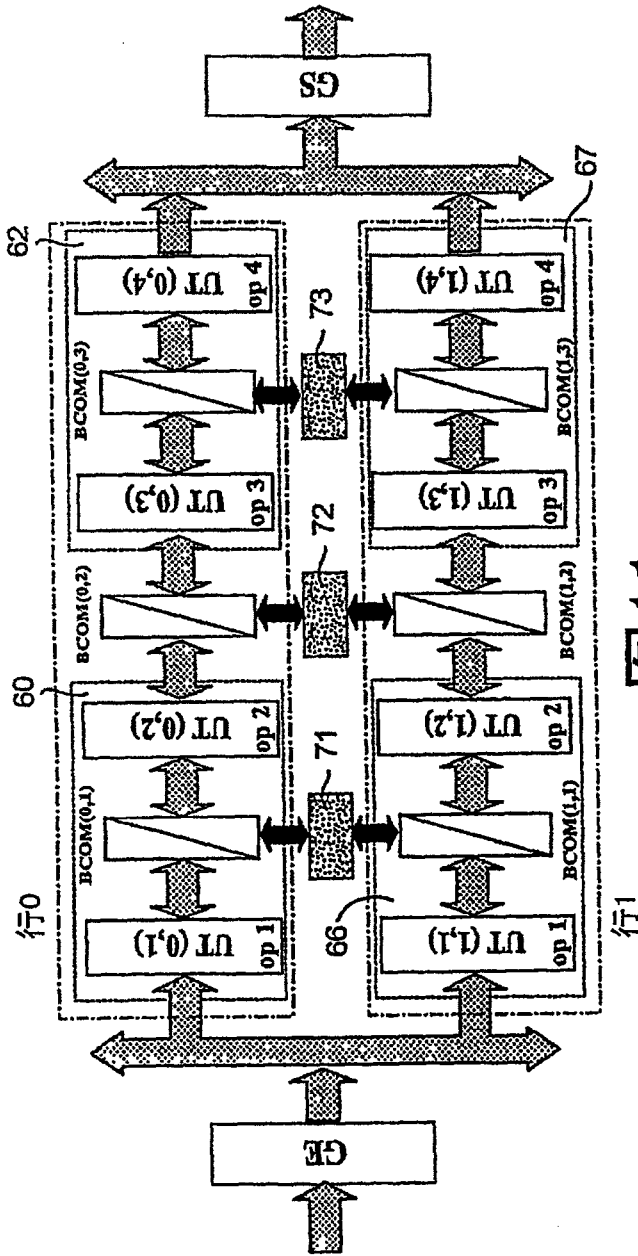 行0
60
62
BCOM(0,1)
BCOM(0,2)
BCOM(0,3)
UT (0,1)
op 1
UT (0,2)
op 2
UT (0,3)
op 3
UT (0,4)
op 4
GE
71
72
73
GS
66
67
UT (1,1)
op 1
UT (1,2)
op 2
UT (1,3)
op 3
UT (1,4)
op 4
BCOM(1,1)
BCOM(1,2)
BCOM(1,3)
行1
图 11